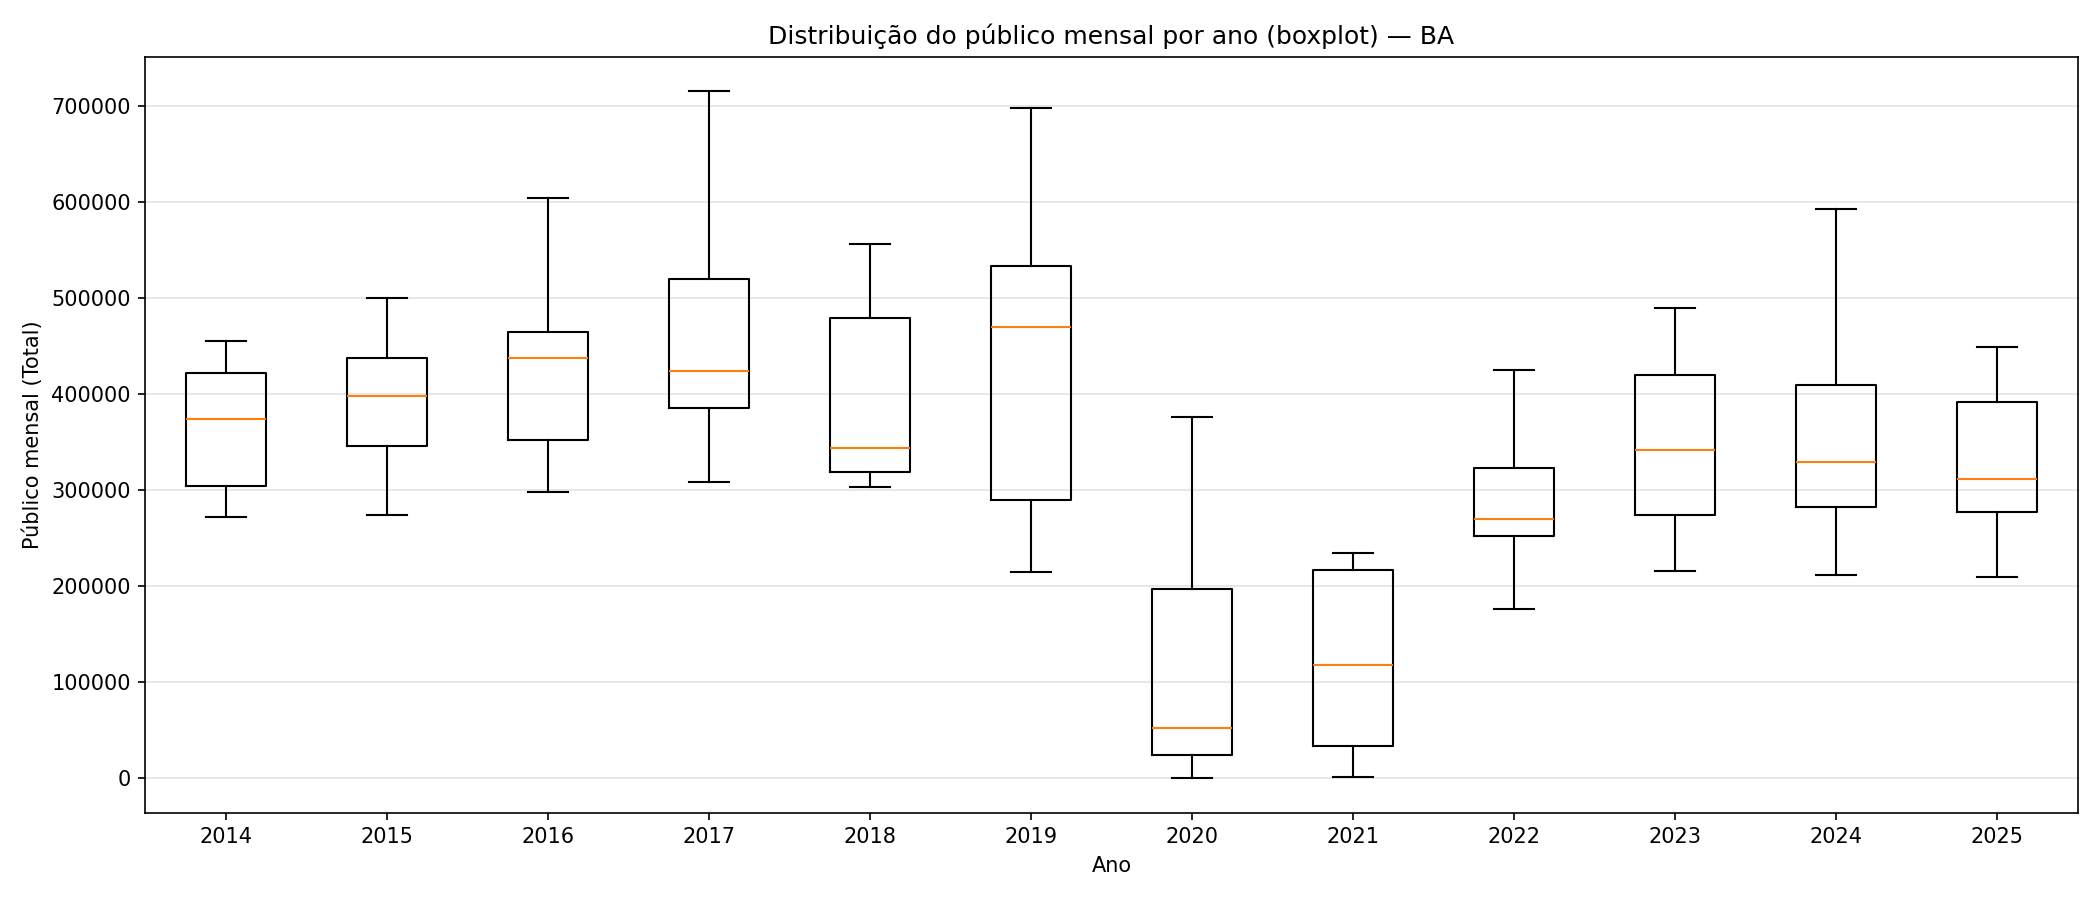 Distribuição do público mensal por ano (boxplot) — BA
Público mensal (Total)
700000
600000
500000
400000
300000
200000
100000
0
2014 2015 2016 2017 2018 2019 2020 2021 2022 2023 2024 2025
Ano